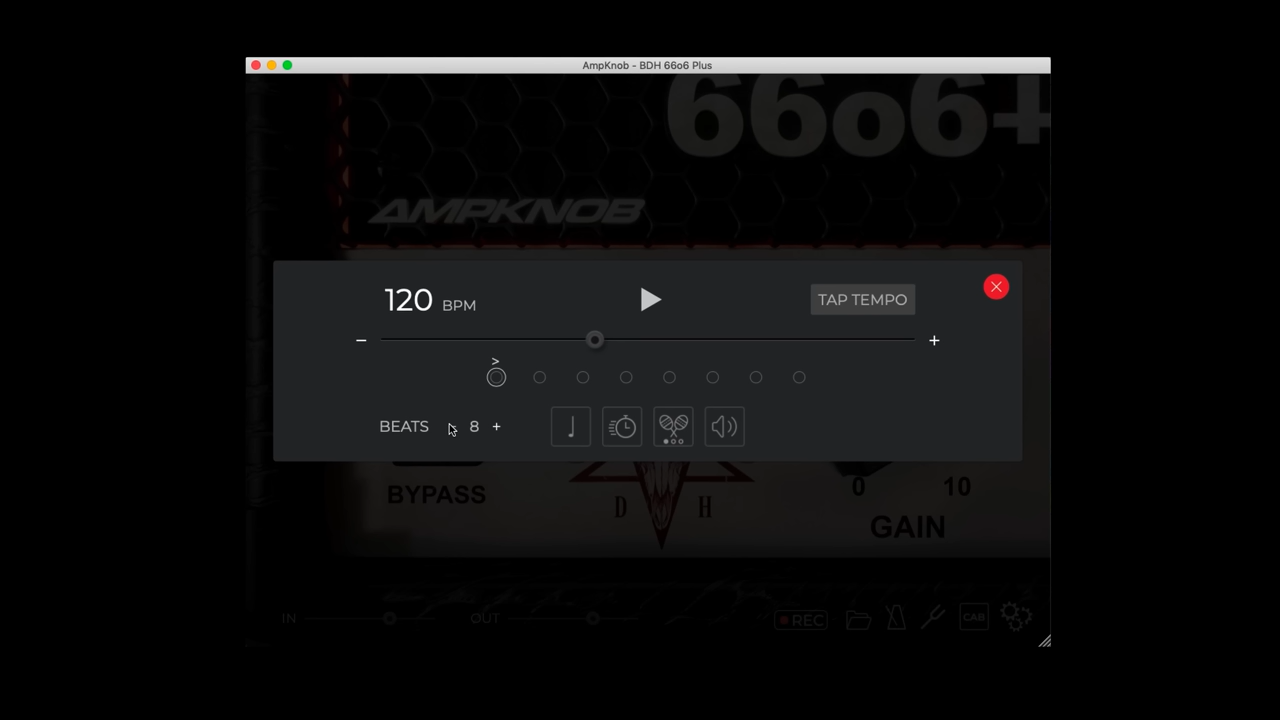 AmpKnob - BDH 66o6 Plus
66o6+
AMPKNOB
120 BPM
TAP TEMPO
− +
>
BEATS - 8 +
BYPASS
D H
0 10
GAIN
IN OUT
REC
CAB